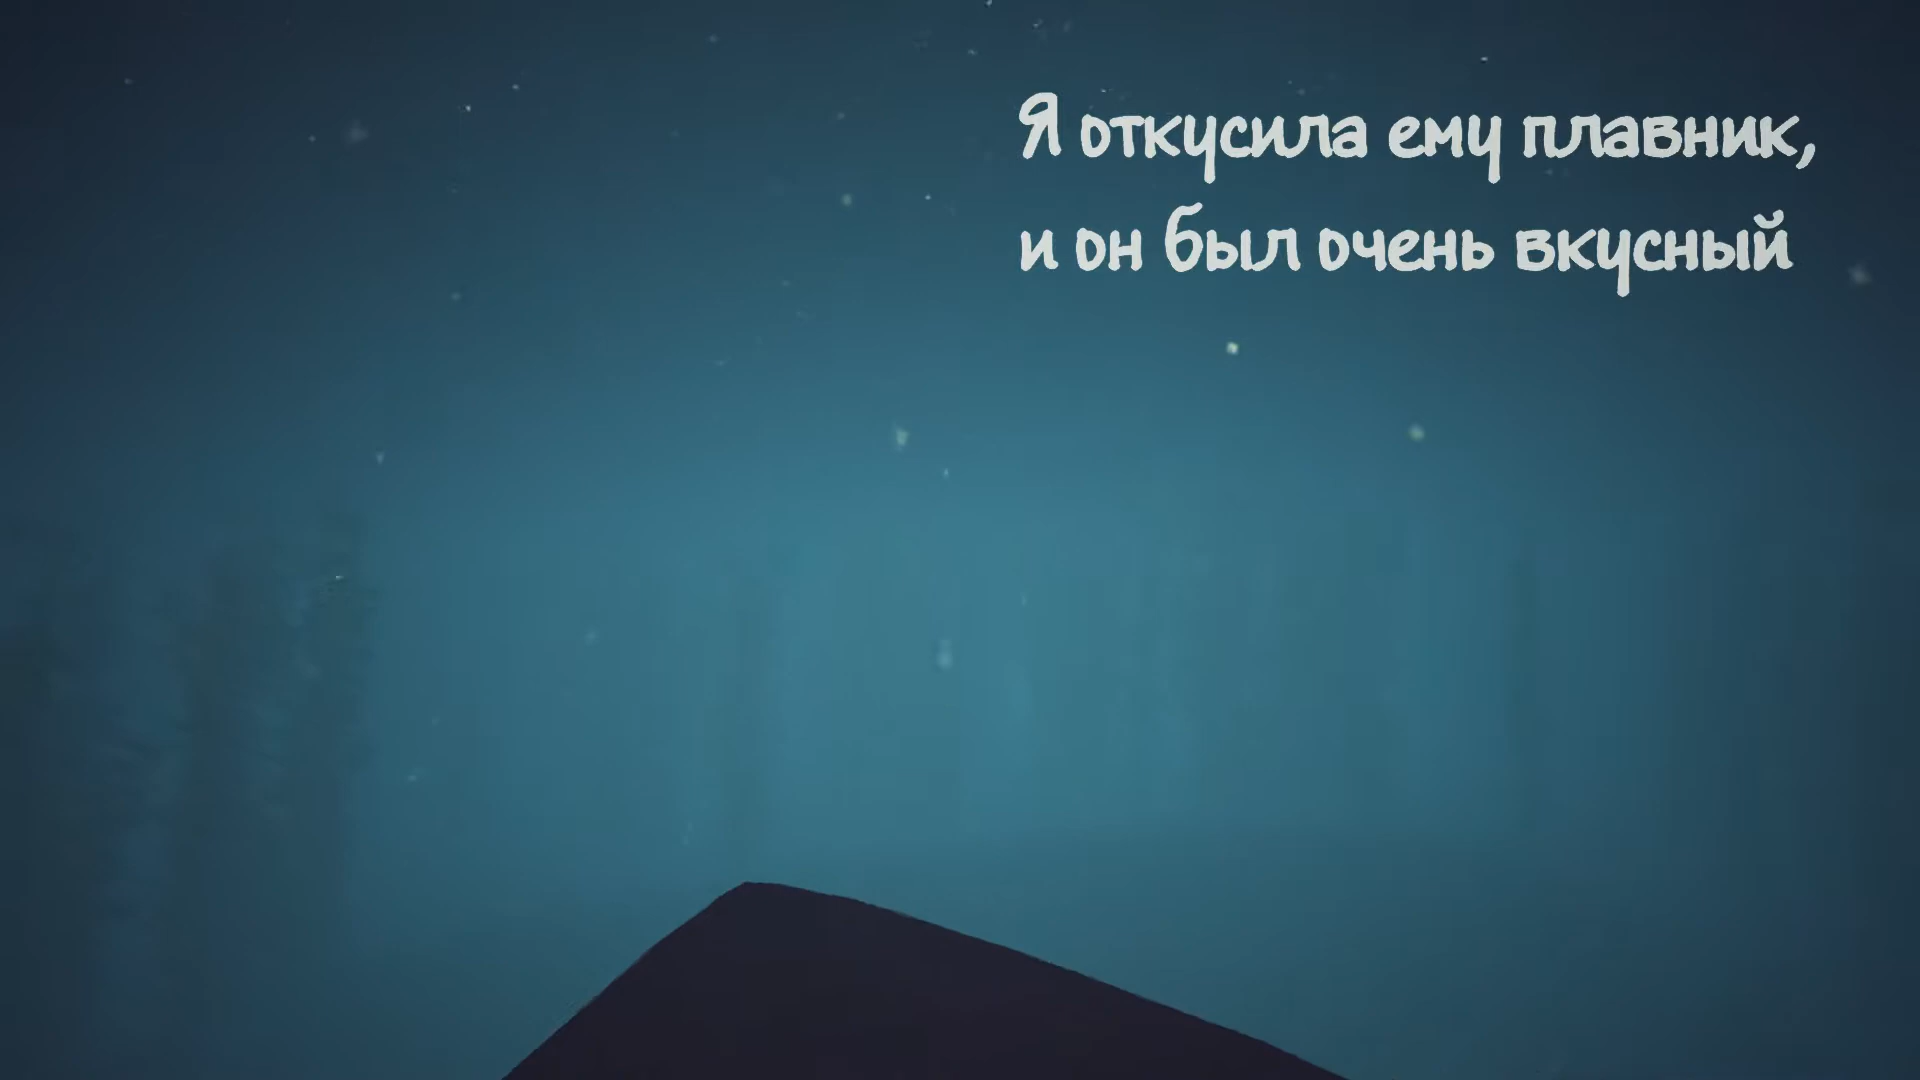 Я откусила ему плавник,
и он был очень вкусный